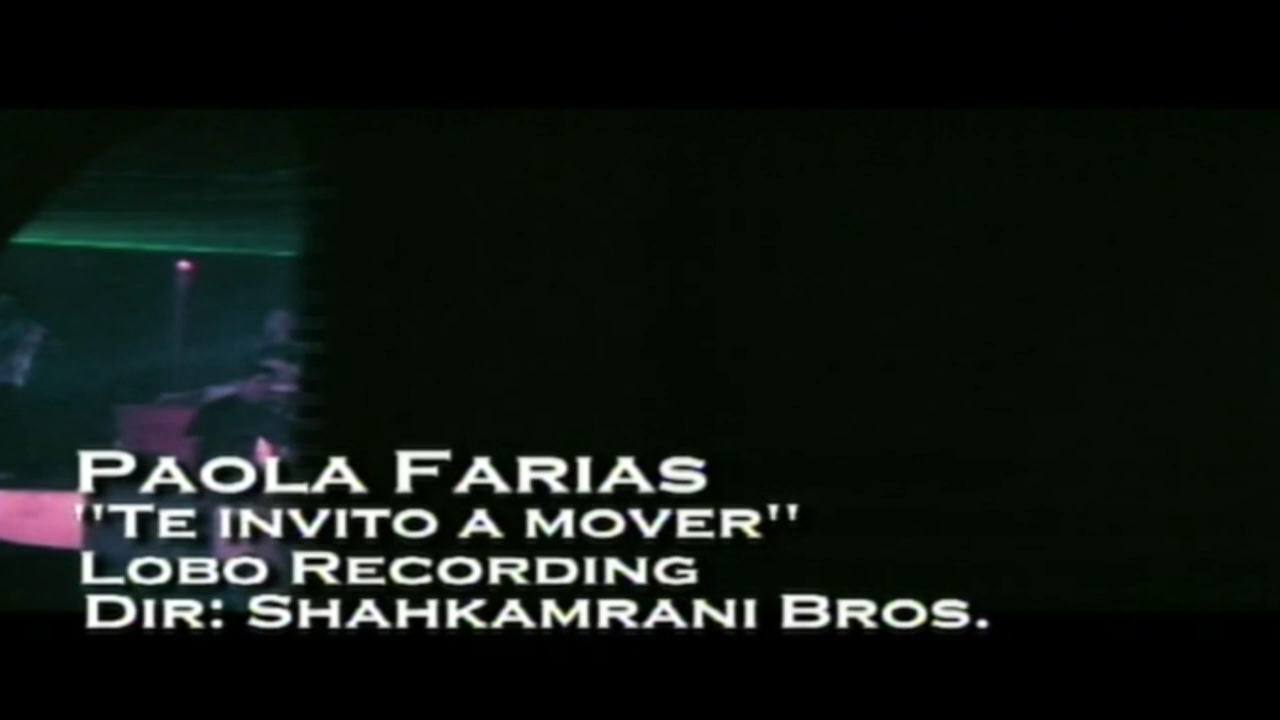 PAOLA FARIAS
"TE INVITO A MOVER"
LOBO RECORDING
DIR: SHAHKAMRANI BROS.